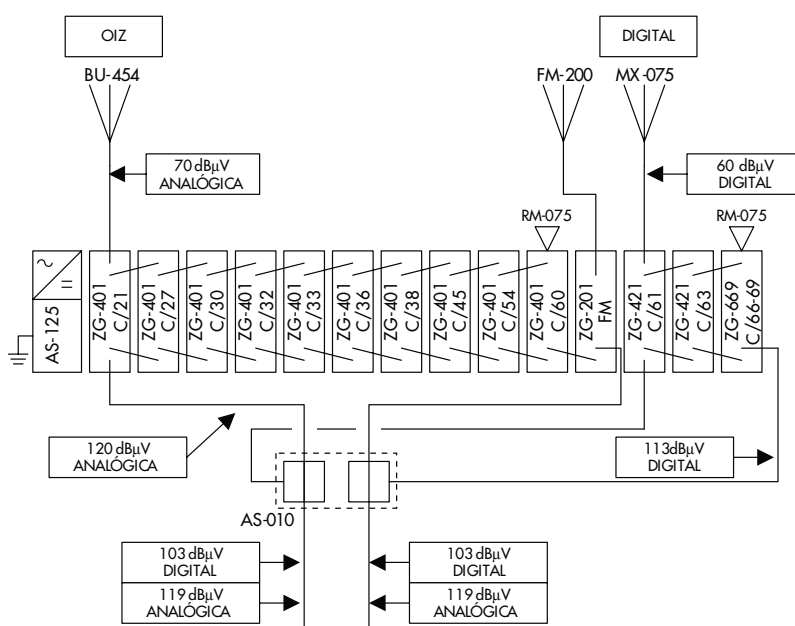 OIZ
DIGITAL
BU-454
FM-200
MX-075
70 dBµV
ANALÓGICA
60 dBµV
DIGITAL
RM-075
RM-075
AS-125
ZG-401
C/21
ZG-401
C/27
ZG-401
C/30
ZG-401
C/32
ZG-401
C/33
ZG-401
C/36
ZG-401
C/38
ZG-401
C/45
ZG-401
C/54
ZG-401
C/60
ZG-201
FM
ZG-421
C/61
ZG-421
C/63
ZG-669
C/66-69
120 dBµV
ANALÓGICA
113dBµV
DIGITAL
AS-010
103 dBµV
DIGITAL
119 dBµV
ANALÓGICA
103 dBµV
DIGITAL
119 dBµV
ANALÓGICA